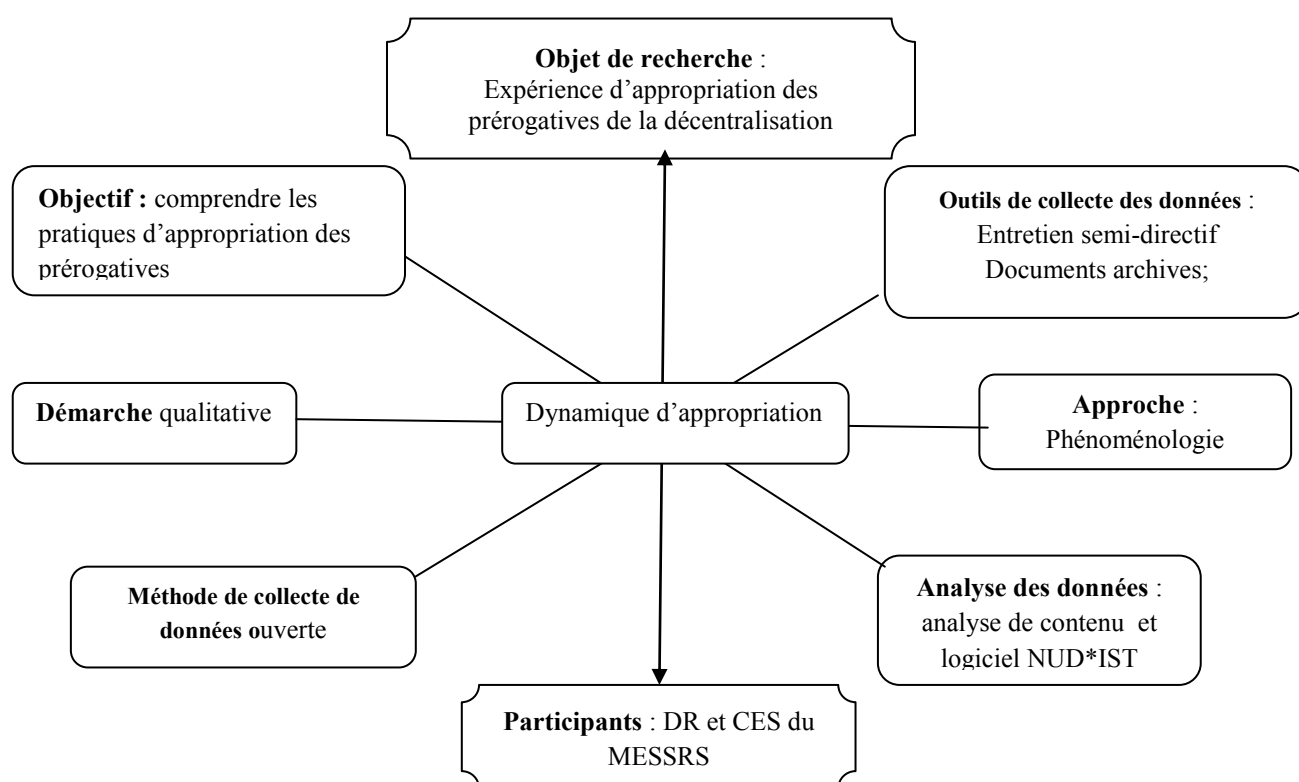 Objet de recherche :
Expérience d’appropriation des
prérogatives de la décentralisation
Objectif : comprendre les
pratiques d’appropriation des
prérogatives
Outils de collecte des données :
Entretien semi-directif
Documents archives;
Démarche qualitative
Dynamique d’appropriation
Approche :
Phénoménologie
Méthode de collecte de
données ouverte
Analyse des données :
analyse de contenu et
logiciel NUD*IST
Participants : DR et CES du
MESSRS